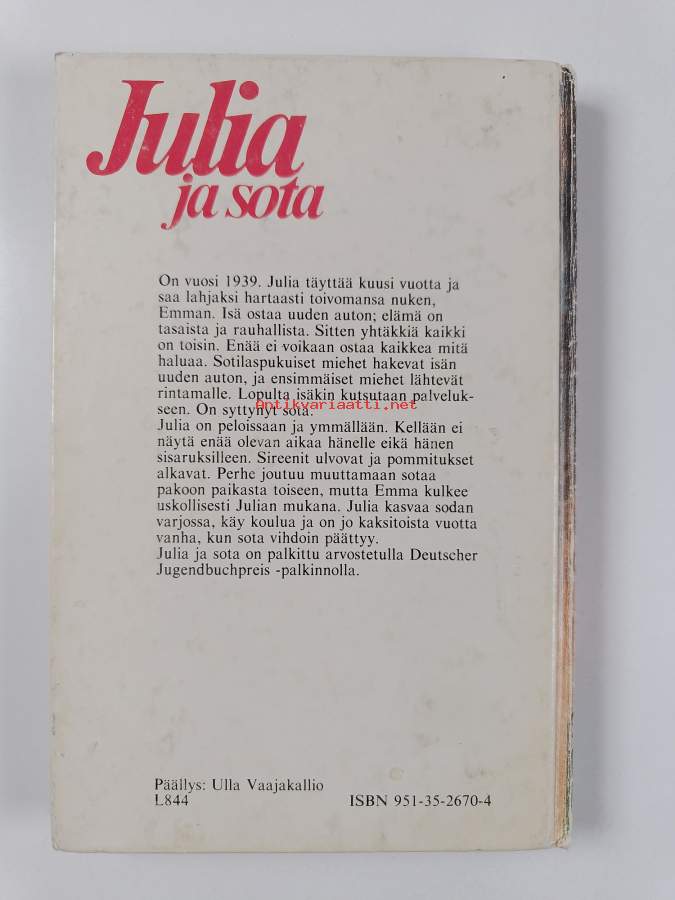 Julia
ja sota
On vuosi 1939. Julia täyttää kuusi vuotta ja
saa lahjaksi hartaasti toivomansa nuken,
Emman. Isä ostaa uuden auton; elämä on
tasaista ja rauhallista. Sitten yhtäkkiä kaikki
on toisin. Enää ei voikaan ostaa kaikkea mitä
haluaa. Sotilaspukuiset miehet hakevat isän
uuden auton, ja ensimmäiset miehet lähtevät
rintamalle. Lopulta isäkin kutsutaan palveluk-
Antikvariaatti.net
seen. On syttynyt sota.
Julia on peloissaan ja ymmällään. Kellään ei
näytä enää olevan aikaa hänelle eikä hänen
sisaruksilleen. Sireenit ulvovat ja pommitukset
alkavat. Perhe joutuu muuttamaan sotaa
pakoon paikasta toiseen, mutta Emma kulkee
uskollisesti Julian mukana. Julia kasvaa sodan
varjossa, käy koulua ja on jo kaksitoista vuotta
vanha, kun sota vihdoin päättyy.
Julia ja sota on palkittu arvostetulla Deutscher
Jugendbuchpreis -palkinnolla.
Päällys: Ulla Vaajakallio
L844 ISBN 951-35-2670-4